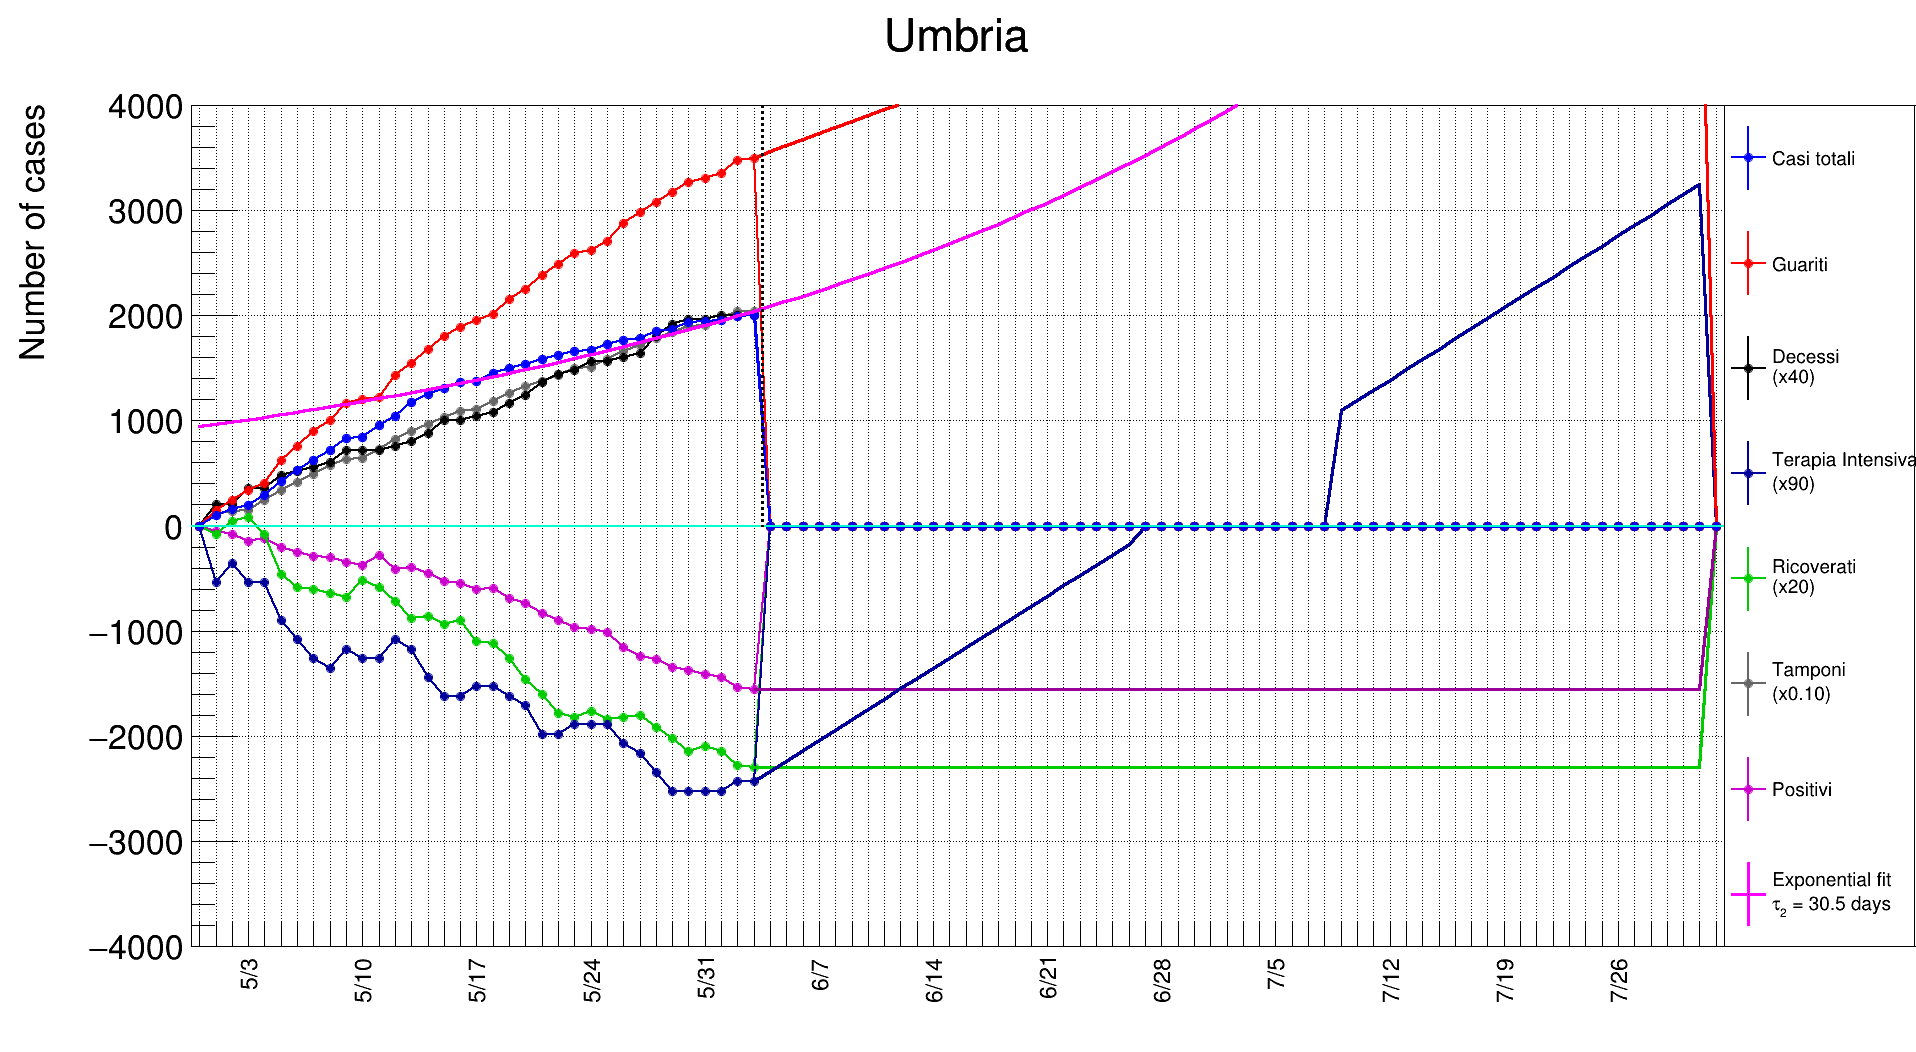 Umbria
Number of cases
4000
3000
2000
1000
0
−1000
−2000
−3000
−4000
5/3
5/10
5/17
5/24
5/31
6/7
6/14
6/21
6/28
7/5
7/12
7/19
7/26
Casi totali
Guariti
Decessi
(x40)
Terapia Intensiva
(x90)
Ricoverati
(x20)
Tamponi
(x0.10)
Positivi
Exponential fit
τ2 = 30.5 days